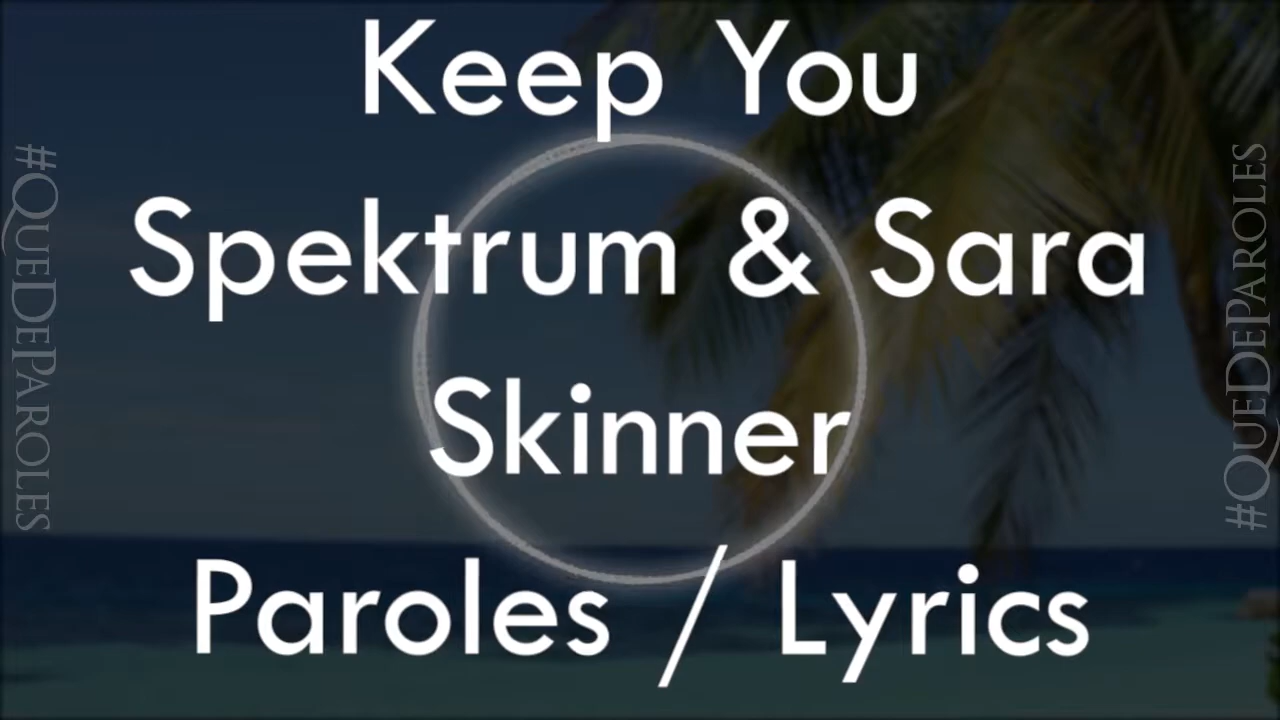 Keep You
Spektrum & Sara
Skinner
Paroles / Lyrics
#QueDeParoles
#QueDeParoles